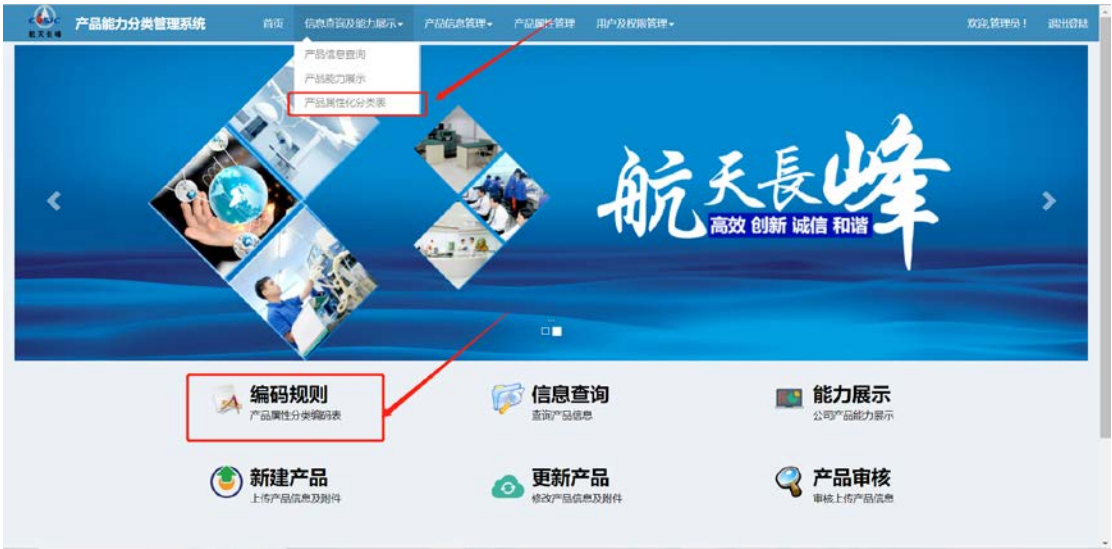 CASIC
航天长峰
产品能力分类管理系统
首页
信息查询及能力展示
产品信息管理
产品属性管理
用户及权限管理
欢迎,管理员！
退出登陆
产品信息查询
产品能力展示
产品属性化分类表
航天長峰
高效 创新 诚信 和谐
编码规则
产品属性分类编码表
信息查询
查询产品信息
能力展示
公司产品能力展示
新建产品
上传产品信息及附件
更新产品
修改产品信息及附件
产品审核
审核上传产品信息